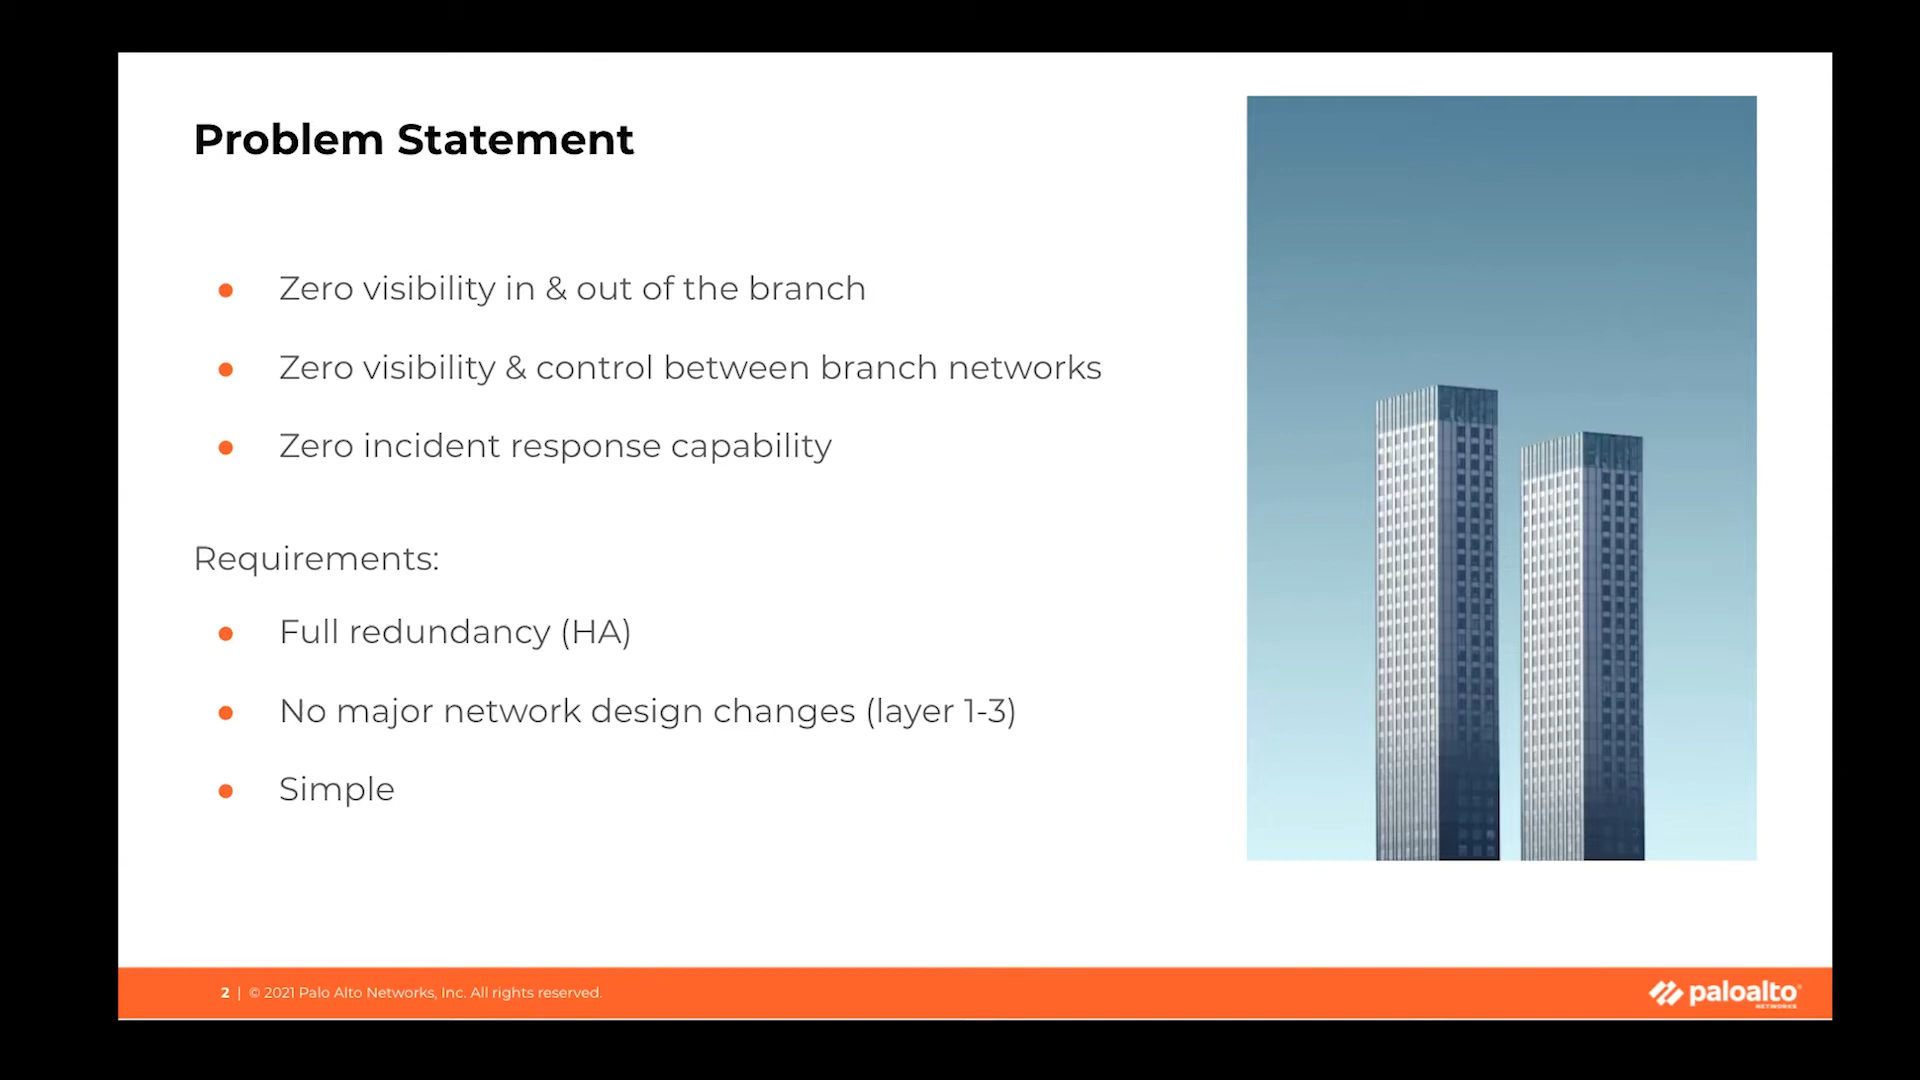 Problem Statement
● Zero visibility in & out of the branch
● Zero visibility & control between branch networks
● Zero incident response capability
Requirements:
● Full redundancy (HA)
● No major network design changes (layer 1-3)
● Simple
2 | © 2021 Palo Alto Networks, Inc. All rights reserved.
paloalto
NETWORKS